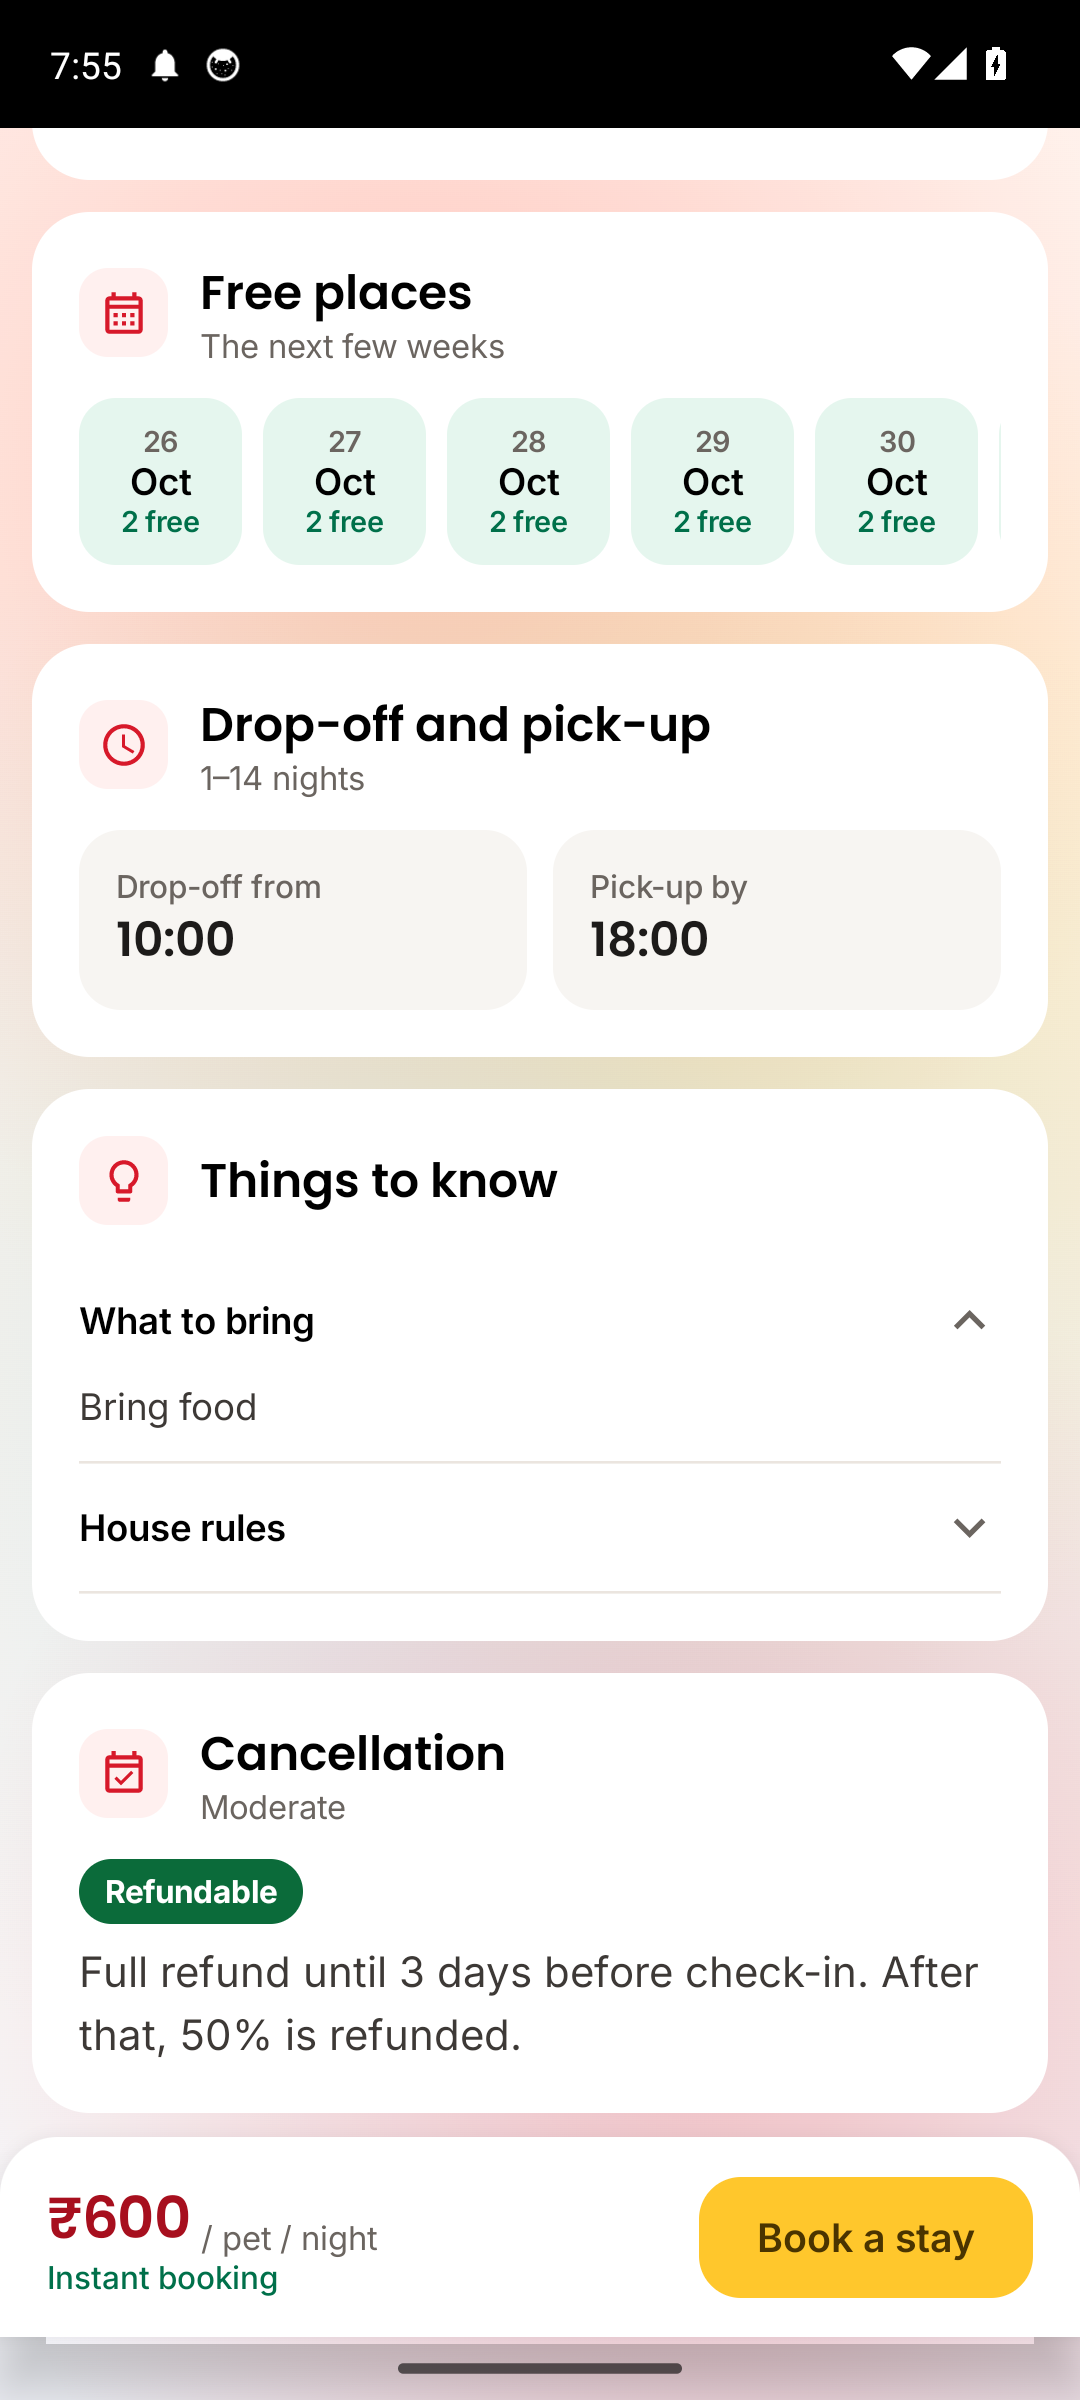 7:55
Free places
The next few weeks
26 Oct 2 free
27 Oct 2 free
28 Oct 2 free
29 Oct 2 free
30 Oct 2 free
Drop-off and pick-up
1–14 nights
Drop-off from
10:00
Pick-up by
18:00
Things to know
What to bring
Bring food
House rules
Cancellation
Moderate
Refundable
Full refund until 3 days before check-in. After
that, 50% is refunded.
₹600 / pet / night
Instant booking
Book a stay